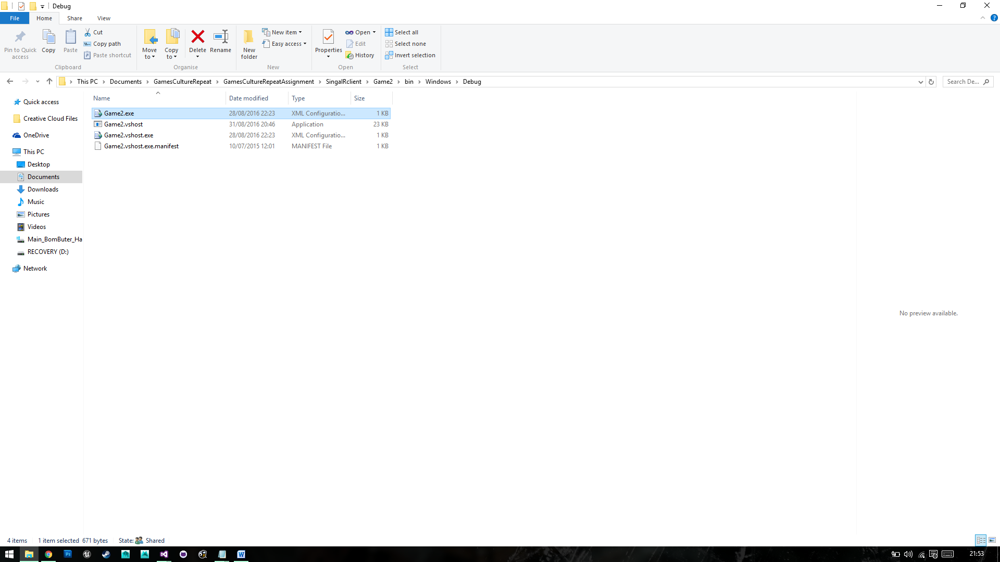 Debug
File Home Share View
Pin to Quick access
Copy
Paste
Cut
Copy path
Paste shortcut
Clipboard
Move to
Copy to
Delete
Rename
Organise
New folder
New item
Easy access
New
Properties
Open
Edit
History
Open
Select all
Select none
Invert selection
Select
This PC > Documents > GamesCultureRepeat > GamesCultureRepeatAssignment > SingalRclient > Game2 > bin > Windows > Debug
Search De...
Name Date modified Type Size
Game2.exe 28/08/2016 22:23 XML Configuratio... 1 KB
Game2.vshost 31/08/2016 20:46 Application 23 KB
Game2.vshost.exe 28/08/2016 22:23 XML Configuratio... 1 KB
Game2.vshost.exe.manifest 10/07/2015 12:01 MANIFEST File 1 KB
Quick access
Creative Cloud Files
OneDrive
This PC
Desktop
Documents
Downloads
Music
Pictures
Videos
Main_BomButer_Ha
RECOVERY (D:)
Network
No preview available.
4 items 1 item selected 671 bytes State: Shared
Ps
21:53